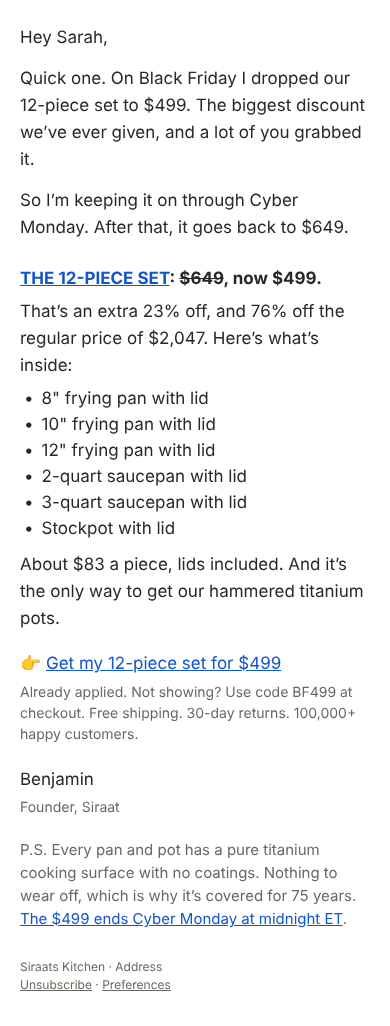 Hey Sarah,
Quick one. On Black Friday I dropped our
12-piece set to $499. The biggest discount
we’ve ever given, and a lot of you grabbed
it.
So I’m keeping it on through Cyber
Monday. After that, it goes back to $649.
THE 12-PIECE SET: $649, now $499.
That’s an extra 23% off, and 76% off the
regular price of $2,047. Here’s what’s
inside:
• 8" frying pan with lid
• 10" frying pan with lid
• 12" frying pan with lid
• 2-quart saucepan with lid
• 3-quart saucepan with lid
• Stockpot with lid
About $83 a piece, lids included. And it’s
the only way to get our hammered titanium
pots.
👉 Get my 12-piece set for $499
Already applied. Not showing? Use code BF499 at
checkout. Free shipping. 30-day returns. 100,000+
happy customers.
Benjamin
Founder, Siraat
P.S. Every pan and pot has a pure titanium
cooking surface with no coatings. Nothing to
wear off, which is why it’s covered for 75 years.
The $499 ends Cyber Monday at midnight ET.
Siraats Kitchen · Address
Unsubscribe · Preferences